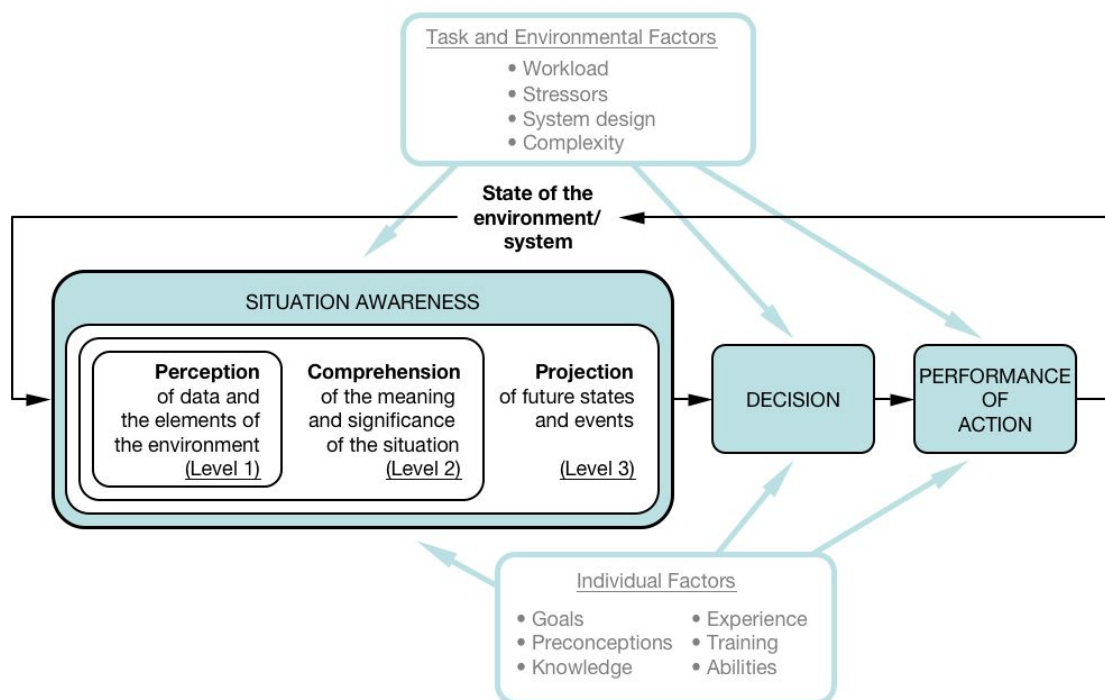 Task and Environmental Factors
• Workload
• Stressors
• System design
• Complexity
State of the
environment/
system
SITUATION AWARENESS
Perception
of data and
the elements of
the environment
(Level 1)
Comprehension
of the meaning
and significance
of the situation
(Level 2)
Projection
of future states
and events
(Level 3)
DECISION
PERFORMANCE
OF
ACTION
Individual Factors
• Goals
• Preconceptions
• Knowledge
• Experience
• Training
• Abilities